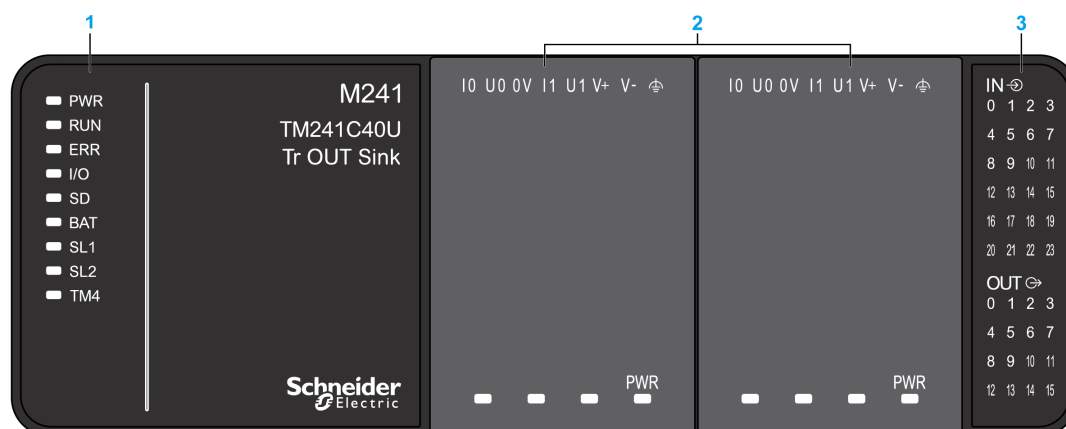 1
2
3
PWR
RUN
ERR
I/O
SD
BAT
SL1
SL2
TM4
M241
TM241C40U
Tr OUT Sink
Schneider
Electric
I0 U0 0V I1 U1 V+ V-
PWR
I0 U0 0V I1 U1 V+ V-
PWR
IN
0 1 2 3
4 5 6 7
8 9 10 11
12 13 14 15
16 17 18 19
20 21 22 23
OUT
0 1 2 3
4 5 6 7
8 9 10 11
12 13 14 15